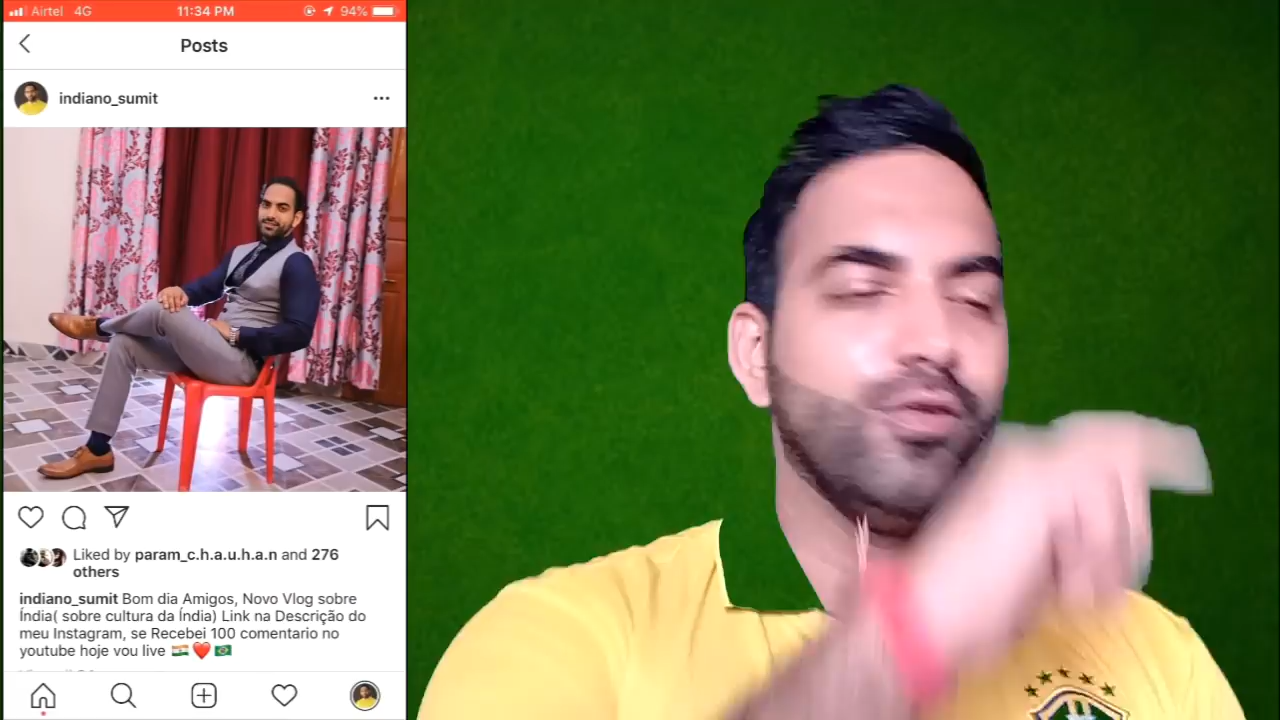 Airtel 4G 11:34 PM 94%
Posts
indiano_sumit
Liked by param_c.h.a.u.h.a.n and 276
others
indiano_sumit Bom dia Amigos, Novo Vlog sobre
Índia( sobre cultura da Índia) Link na Descrição do
meu Instagram, se Recebei 100 comentario no
youtube hoje vou live 🇮🇳❤️🇧🇷